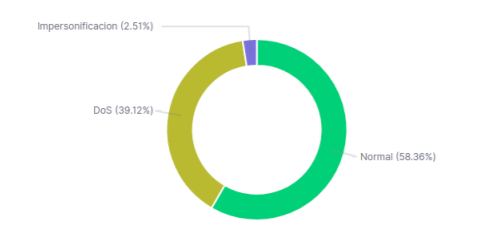 Impersonificacion (2.51%)
DoS (39.12%)
Normal (58.36%)